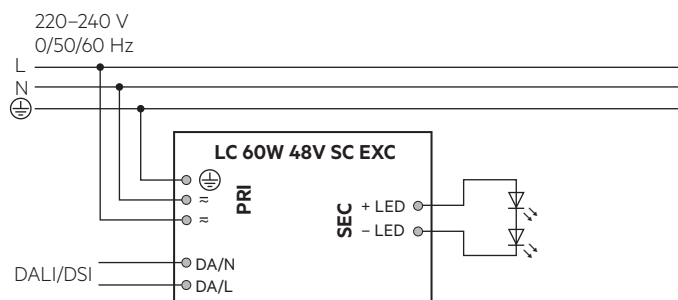 220–240 V
0/50/60 Hz
L
N
LC 60W 48V SC EXC
PRI
≂
≂
SEC
+ LED
– LED
DALI/DSI
DA/N
DA/L